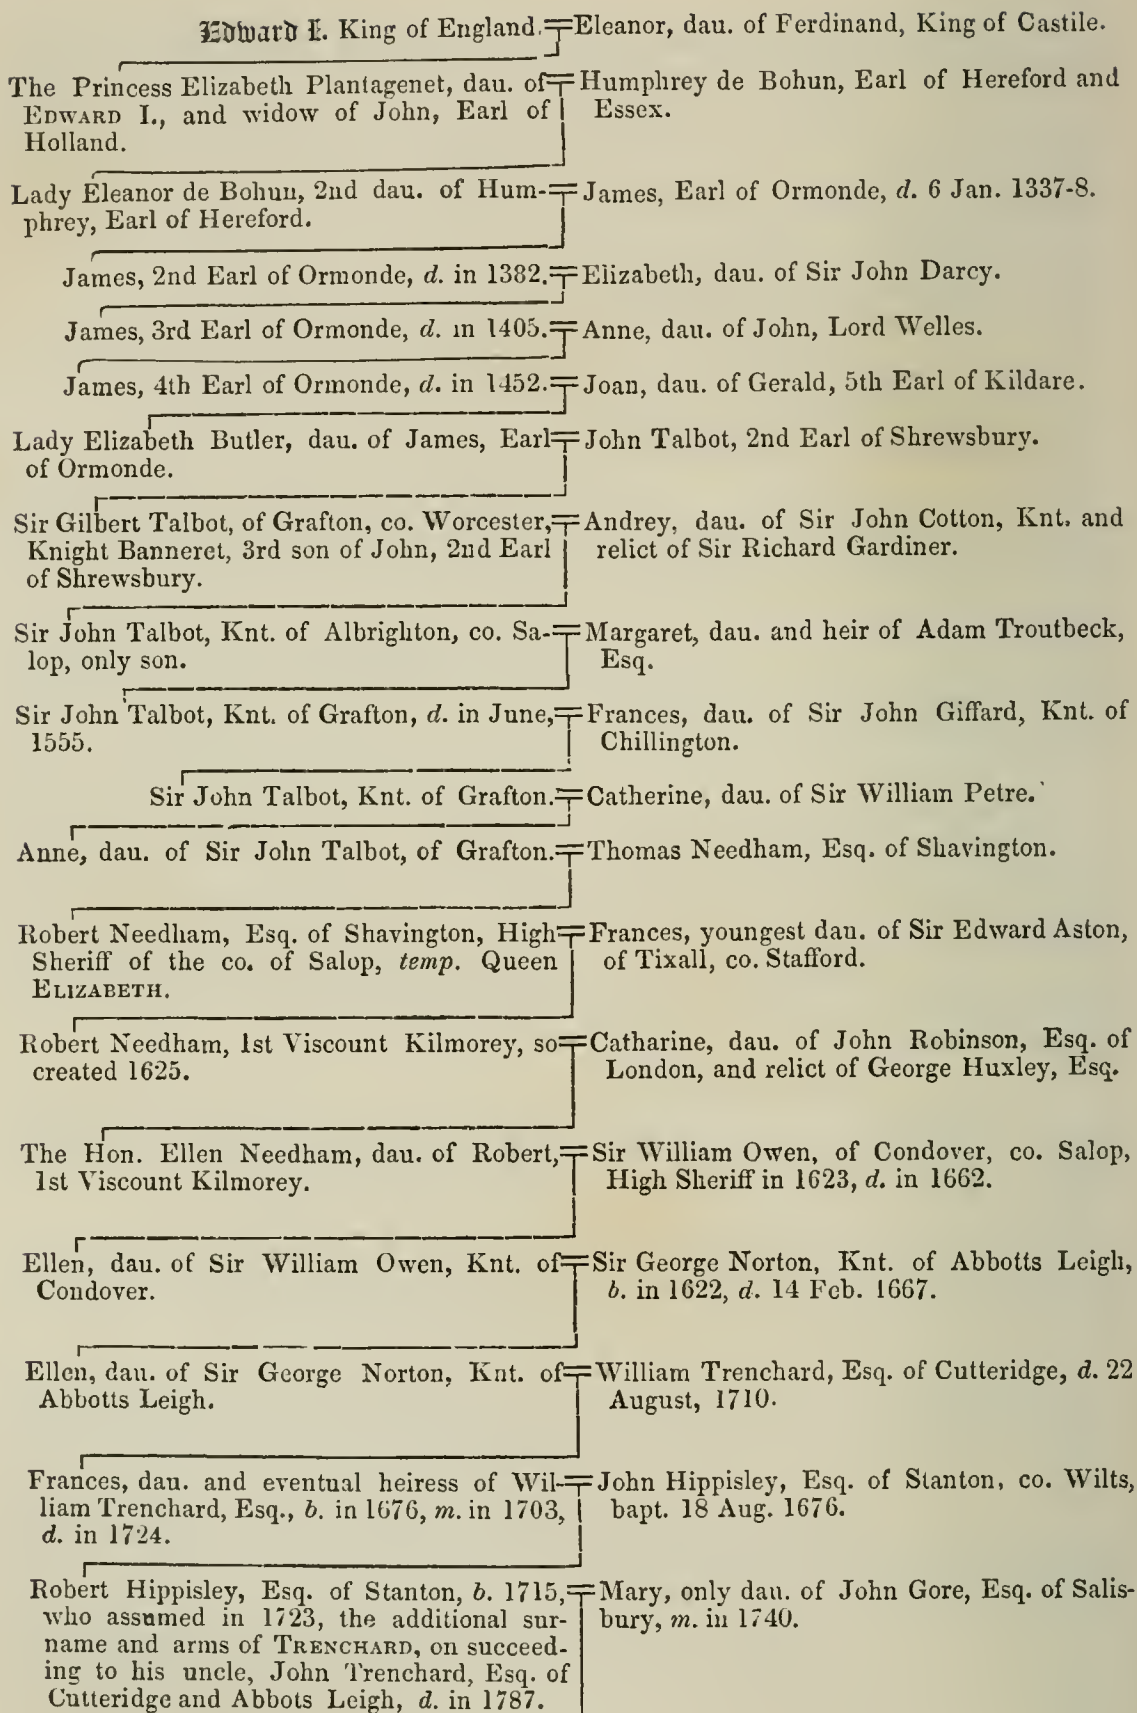 Edward I. King of England. Eleanor, dau. of Ferdinand, King of Castile.
The Princess Elizabeth Plantagenet, dau. of
EDWARD I., and widow of John, Earl of
Holland.
Humphrey de Bohun, Earl of Hereford and
Essex.
Lady Eleanor de Bohun, 2nd dau. of Hum-
phrey, Earl of Hereford.
James, Earl of Ormonde, d. 6 Jan. 1337-8.
James, 2nd Earl of Ormonde, d. in 1382. Elizabeth, dau. of Sir John Darcy.
James, 3rd Earl of Ormonde, d. in 1405. Anne, dau. of John, Lord Welles.
James, 4th Earl of Ormonde, d. in 1452. Joan, dau. of Gerald, 5th Earl of Kildare.
Lady Elizabeth Butler, dau. of James, Earl
of Ormonde.
John Talbot, 2nd Earl of Shrewsbury.
Sir Gilbert Talbot, of Grafton, co. Worcester,
Knight Banneret, 3rd son of John, 2nd Earl
of Shrewsbury.
Andrey, dau. of Sir John Cotton, Knt. and
relict of Sir Richard Gardiner.
Sir John Talbot, Knt. of Albrighton, co. Sa-
lop, only son.
Margaret, dau. and heir of Adam Troutbeck,
Esq.
Sir John Talbot, Knt. of Grafton, d. in June,
1555.
Frances, dau. of Sir John Giffard, Knt. of
Chillington.
Sir John Talbot, Knt. of Grafton. Catherine, dau. of Sir William Petre.
Anne, dau. of Sir John Talbot, of Grafton. Thomas Needham, Esq. of Shavington.
Robert Needham, Esq. of Shavington, High
Sheriff of the co. of Salop, temp. Queen
ELIZABETH.
Frances, youngest dau. of Sir Edward Aston,
of Tixall, co. Stafford.
Robert Needham, 1st Viscount Kilmorey, so
created 1625.
Catharine, dau. of John Robinson, Esq. of
London, and relict of George Huxley, Esq.
The Hon. Ellen Needham, dau. of Robert,
1st Viscount Kilmorey.
Sir William Owen, of Condover, co. Salop,
High Sheriff in 1623, d. in 1662.
Ellen, dau. of Sir William Owen, Knt. of
Condover.
Sir George Norton, Knt. of Abbotts Leigh,
b. in 1622, d. 14 Feb. 1667.
Ellen, dau. of Sir George Norton, Knt. of
Abbotts Leigh.
William Trenchard, Esq. of Cutteridge, d. 22
August, 1710.
Frances, dau. and eventual heiress of Wil-
liam Trenchard, Esq., b. in 1676, m. in 1703,
d. in 1724.
John Hippisley, Esq. of Stanton, co. Wilts,
bapt. 18 Aug. 1676.
Robert Hippisley, Esq. of Stanton, b. 1715,
who assumed in 1723, the additional sur-
name and arms of TRENCHARD, on succeed-
ing to his uncle, John Trenchard, Esq. of
Cutteridge and Abbots Leigh, d. in 1787.
Mary, only dau. of John Gore, Esq. of Salis-
bury, m. in 1740.